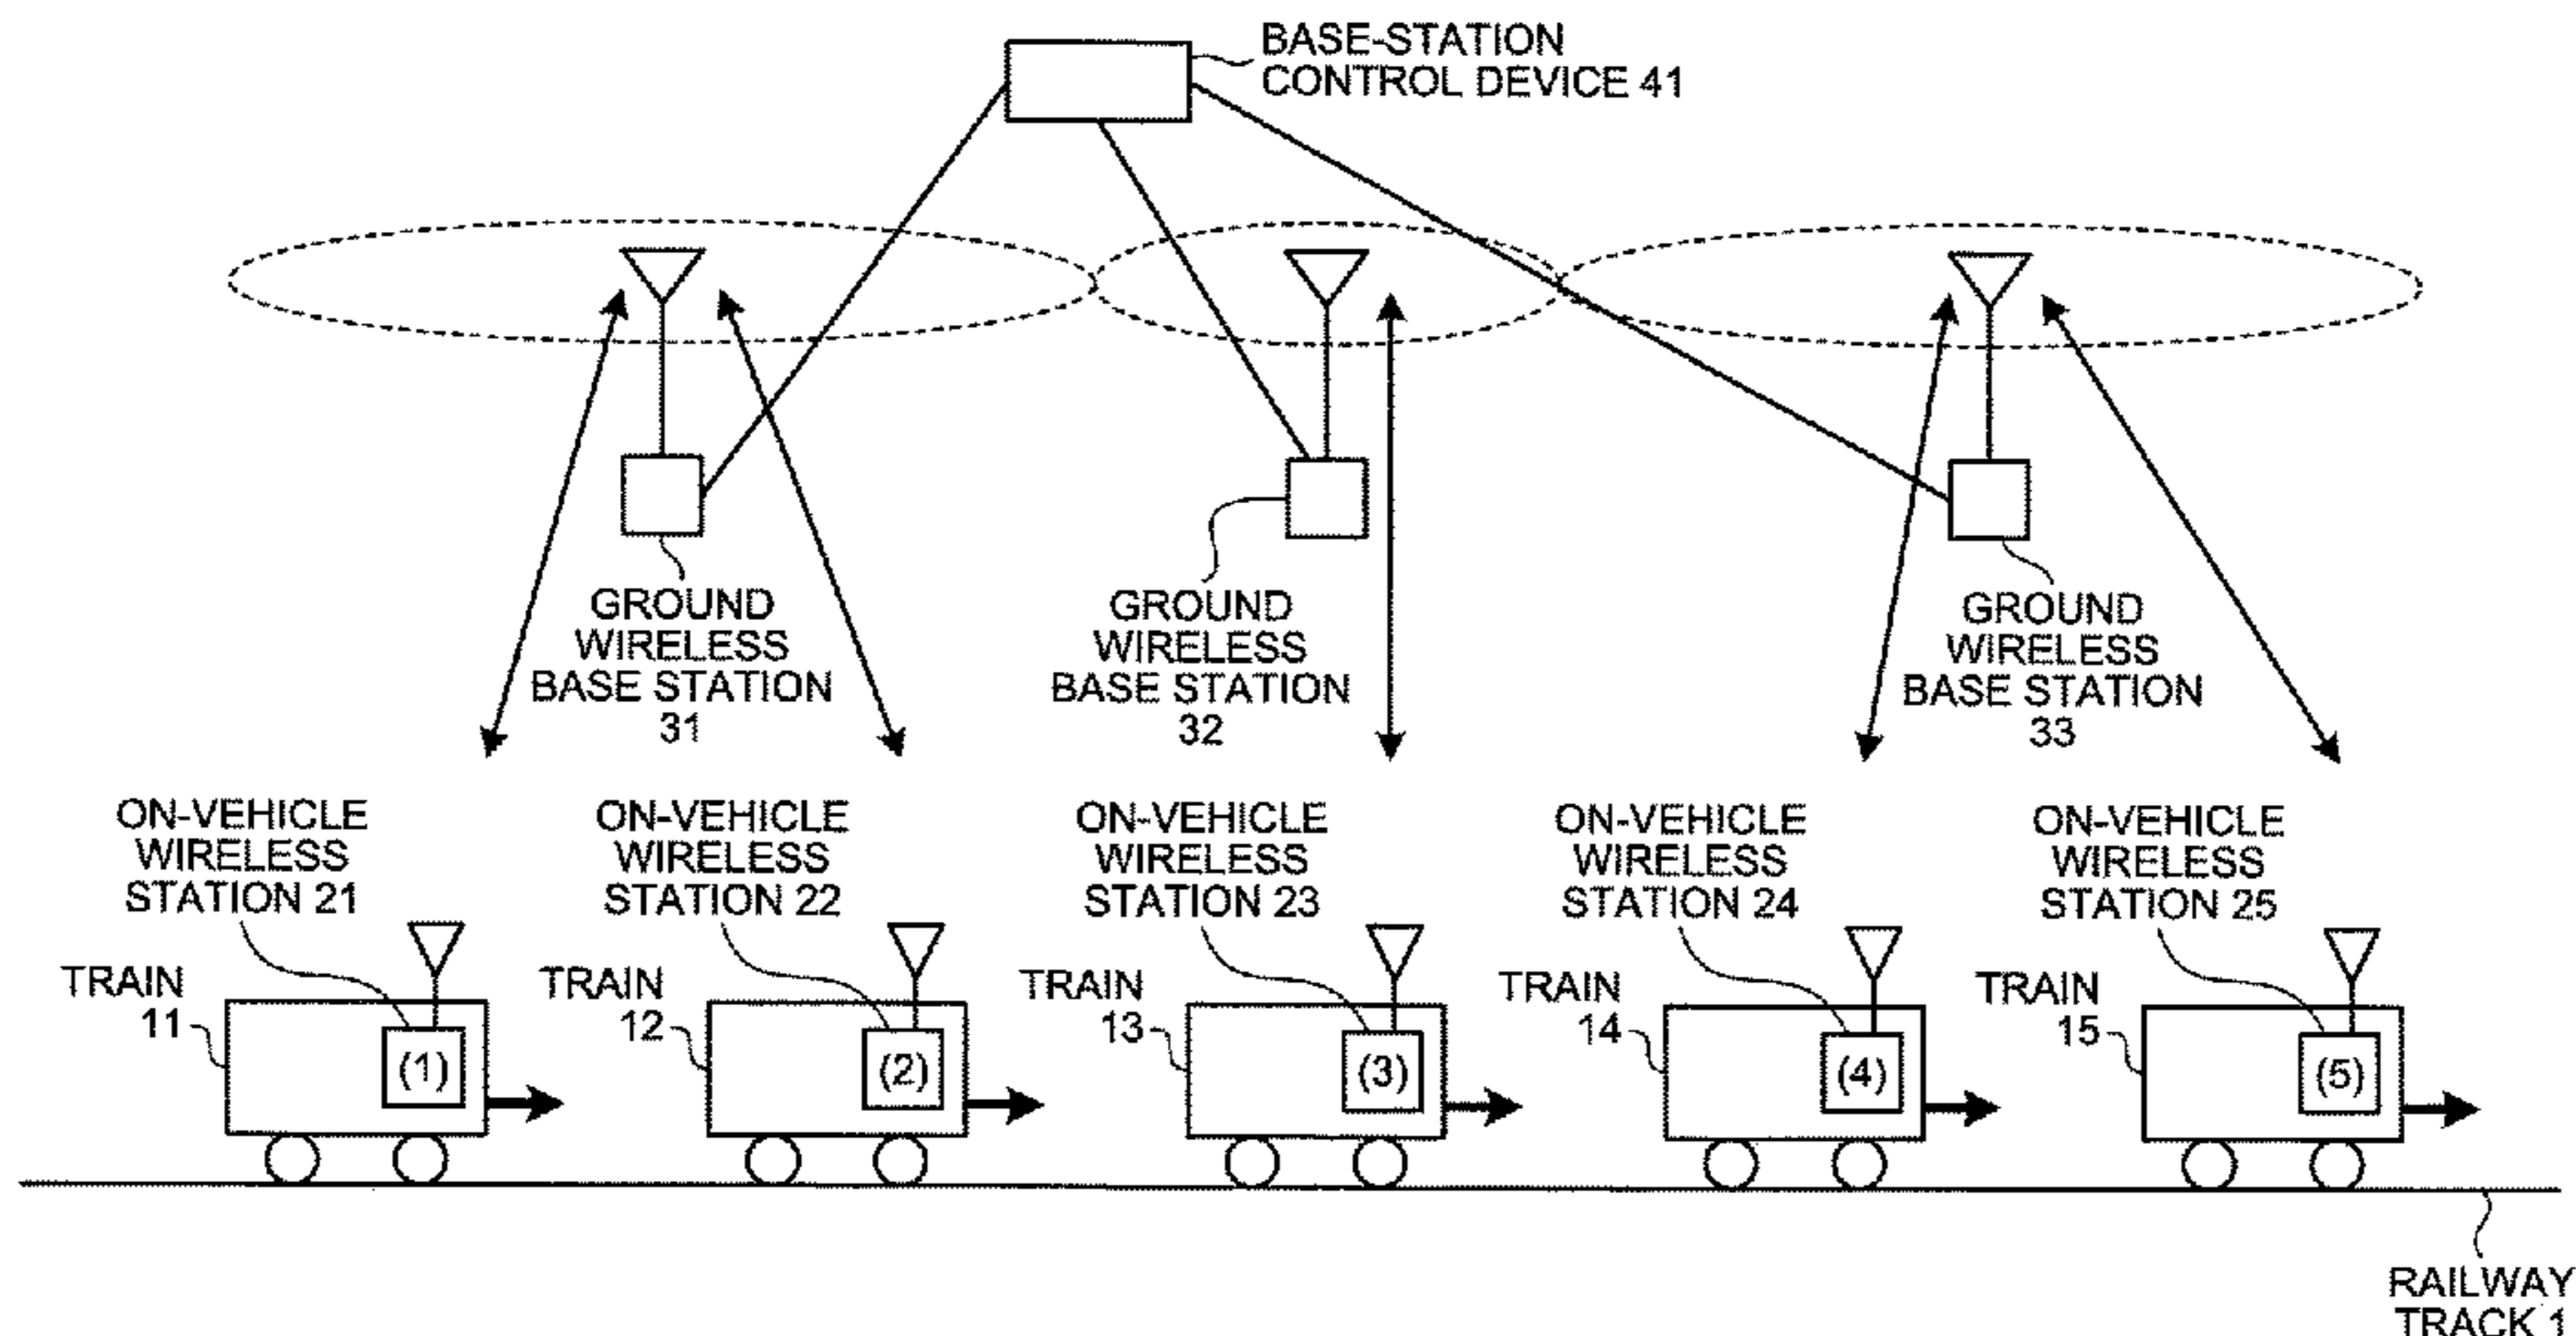 BASE-STATION
CONTROL DEVICE 41
GROUND
WIRELESS
BASE STATION
31
GROUND
WIRELESS
BASE STATION
32
GROUND
WIRELESS
BASE STATION
33
ON-VEHICLE
WIRELESS
STATION 21
ON-VEHICLE
WIRELESS
STATION 22
ON-VEHICLE
WIRELESS
STATION 23
ON-VEHICLE
WIRELESS
STATION 24
ON-VEHICLE
WIRELESS
STATION 25
TRAIN
11
(1)
TRAIN
12
(2)
TRAIN
13
(3)
TRAIN
14
(4)
TRAIN
15
(5)
RAILWAY
TRACK 1